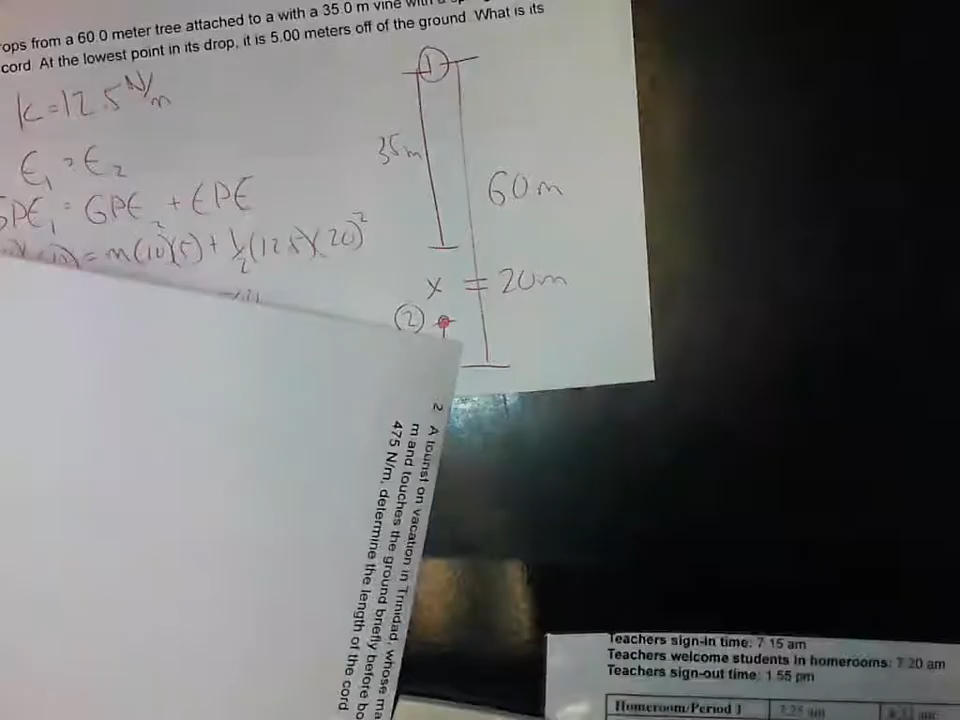 ops from a 60.0 meter tree attached to a with a 35.0 m vine with a
cord. At the lowest point in its drop, it is 5.00 meters off of the ground. What is its
k=12.5 N/m
E₁ = E₂
GPE₁ = GPE₂ + EPE
= m(10)(5) + ½(12.5)(20)²
1
35m
60m
x = 20m
2
2 A tourist on vacation in Trinidad, whose ma
m and touches the ground briefly before bo
475 N/m, determine the length of the cord
Teachers sign-in time: 7:15 am
Teachers welcome students in homerooms: 7:20 am
Teachers sign-out time: 1:55 pm
Homeroom/Period 1
7:25 am